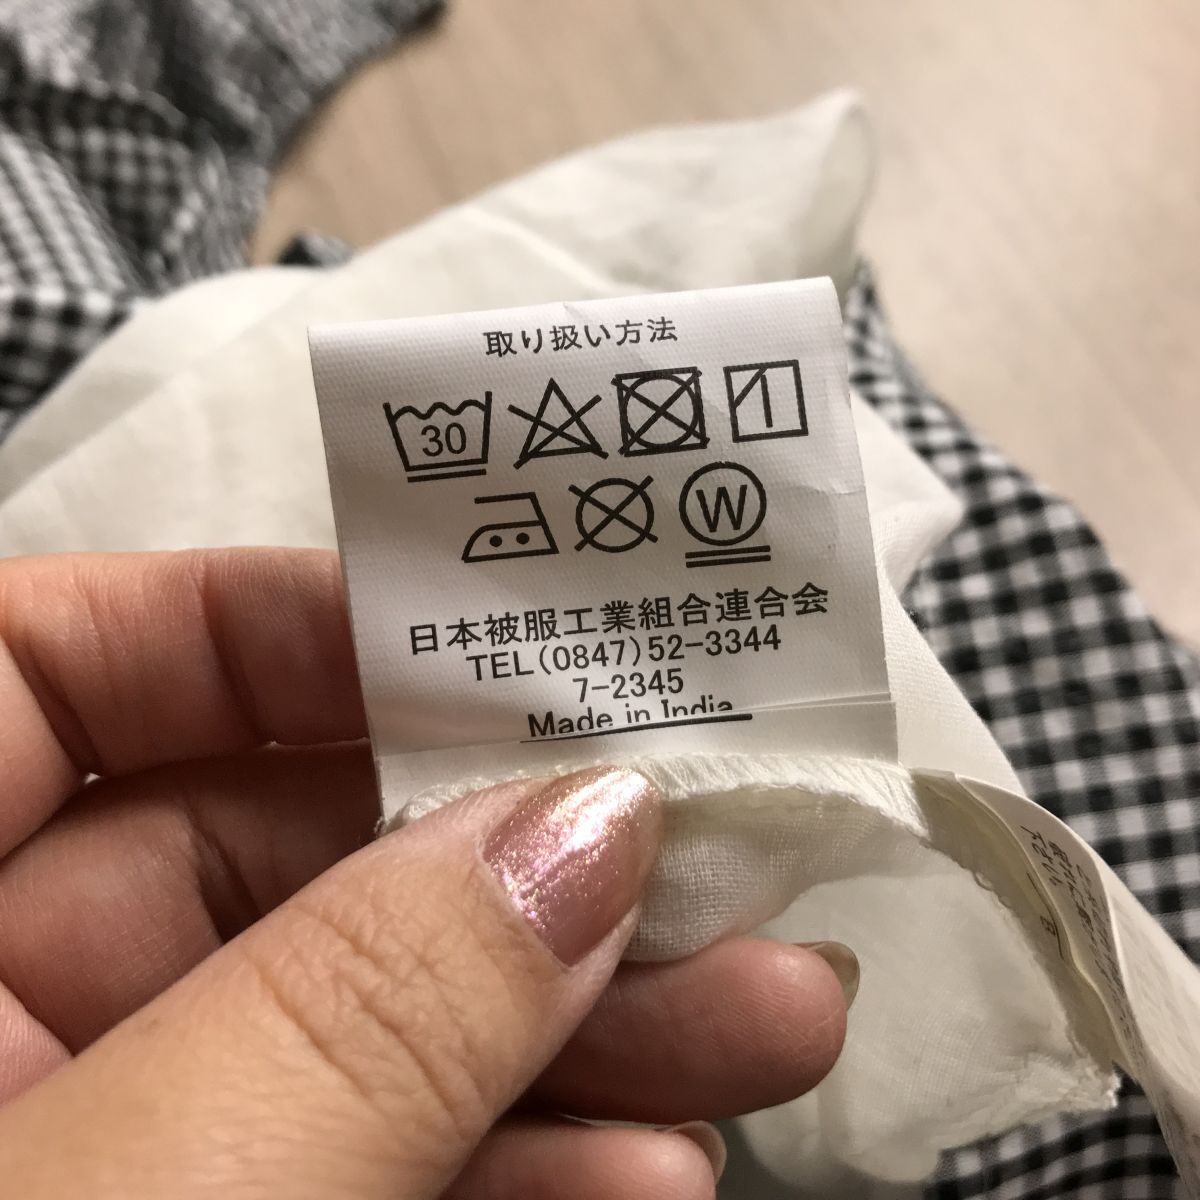 取り扱い方法
30
W
日本被服工業組合連合会
TEL(0847)52-3344
7-2345
Made in India